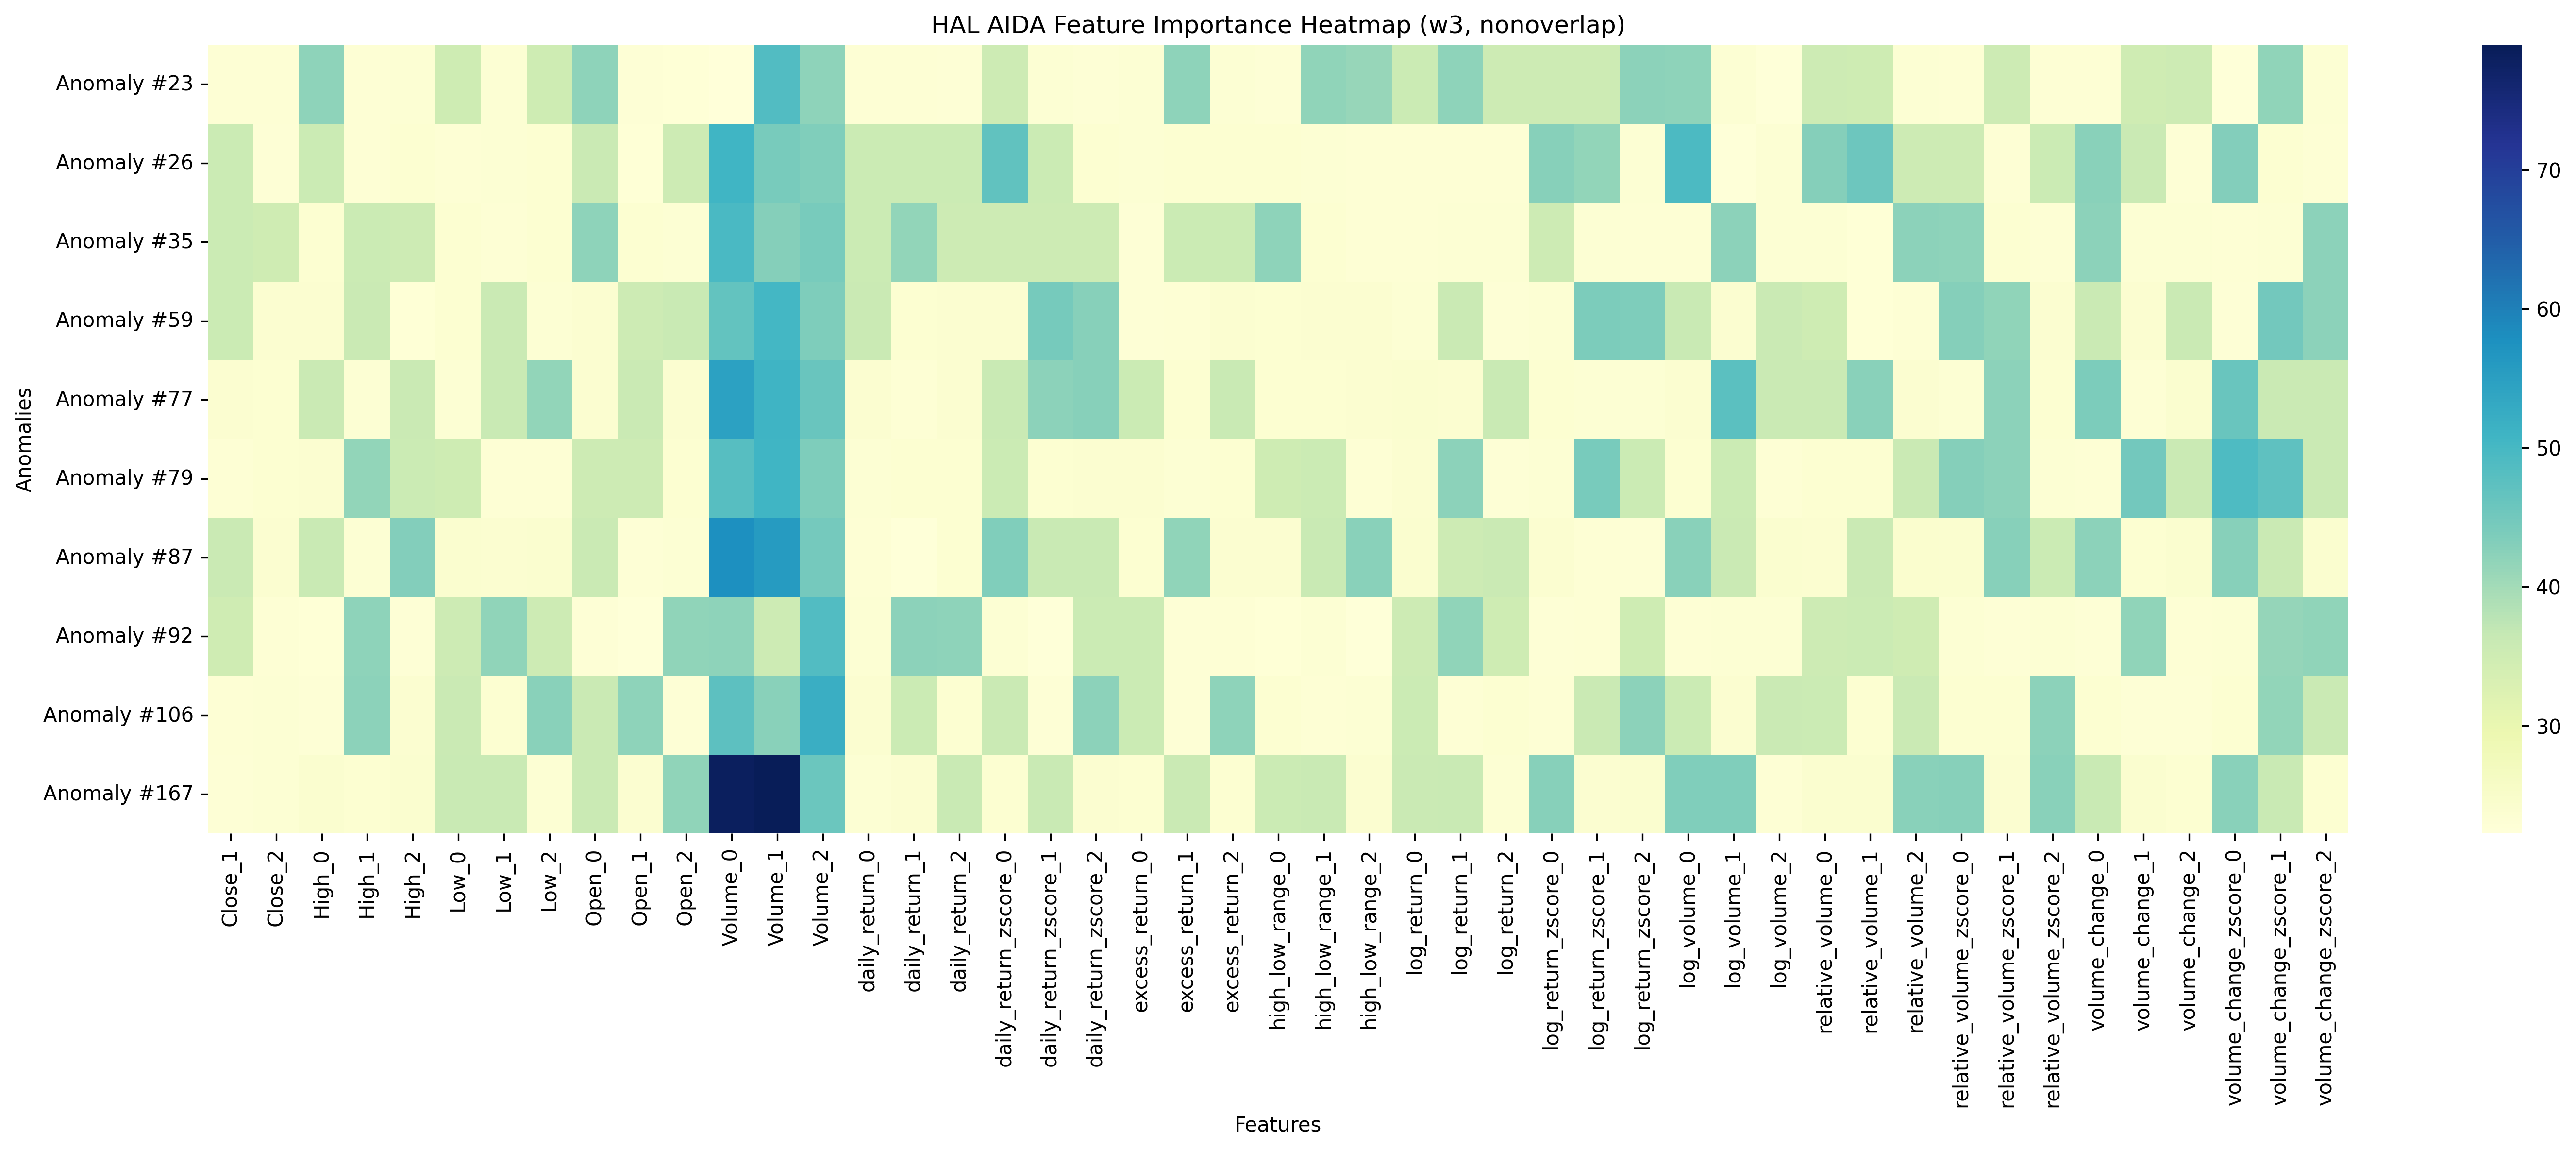 HAL AIDA Feature Importance Heatmap (w3, nonoverlap)
Anomalies
Anomaly #23
Anomaly #26
Anomaly #35
Anomaly #59
Anomaly #77
Anomaly #79
Anomaly #87
Anomaly #92
Anomaly #106
Anomaly #167
70
60
50
40
30
Close_1
Close_2
High_0
High_1
High_2
Low_0
Low_1
Low_2
Open_0
Open_1
Open_2
Volume_0
Volume_1
Volume_2
daily_return_0
daily_return_1
daily_return_2
daily_return_zscore_0
daily_return_zscore_1
daily_return_zscore_2
excess_return_0
excess_return_1
excess_return_2
high_low_range_0
high_low_range_1
high_low_range_2
log_return_0
log_return_1
log_return_2
log_return_zscore_0
log_return_zscore_1
log_return_zscore_2
log_volume_0
log_volume_1
log_volume_2
relative_volume_0
relative_volume_1
relative_volume_2
relative_volume_zscore_0
relative_volume_zscore_1
relative_volume_zscore_2
volume_change_0
volume_change_1
volume_change_2
volume_change_zscore_0
volume_change_zscore_1
volume_change_zscore_2
Features